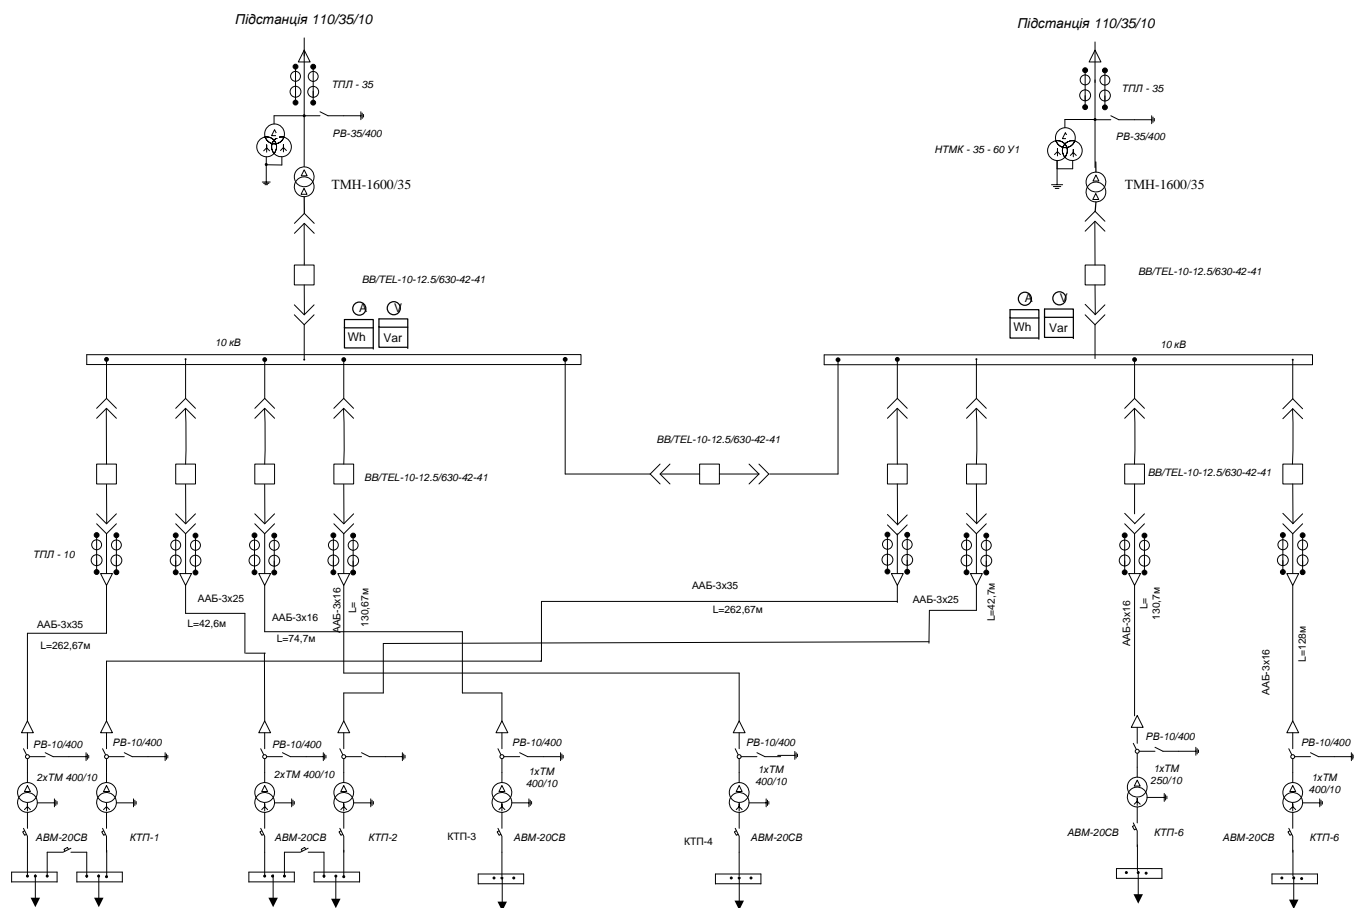 Підстанція 110/35/10
Підстанція 110/35/10
ТПЛ - 35
ТПЛ - 35
РВ-35/400
РВ-35/400
НТМК - 35 - 60 У1
ТМН-1600/35
ТМН-1600/35
BB/TEL-10-12.5/630-42-41
BB/TEL-10-12.5/630-42-41
A
V
A
V
Wh
Var
Wh
Var
10 кВ
10 кВ
BB/TEL-10-12.5/630-42-41
BB/TEL-10-12.5/630-42-41
BB/TEL-10-12.5/630-42-41
ТПЛ - 10
ААБ-3х35
L=262,67м
ААБ-3х25
L=42,6м
ААБ-3х16
L=74,7м
ААБ-3х16
L=
130,67м
ААБ-3х35
L=262,67м
ААБ-3х25
L=42,7м
ААБ-3х16
L=
130,7м
ААБ-3х16
L=128м
РВ-10/400
РВ-10/400
РВ-10/400
РВ-10/400
РВ-10/400
РВ-10/400
РВ-10/400
2хТМ 400/10
2хТМ 400/10
1хТМ
400/10
1хТМ
400/10
1хТМ
250/10
1хТМ
400/10
АВМ-20СВ
КТП-1
АВМ-20СВ
КТП-2
КТП-3
АВМ-20СВ
КТП-4
АВМ-20СВ
АВМ-20СВ
КТП-6
АВМ-20СВ
КТП-6